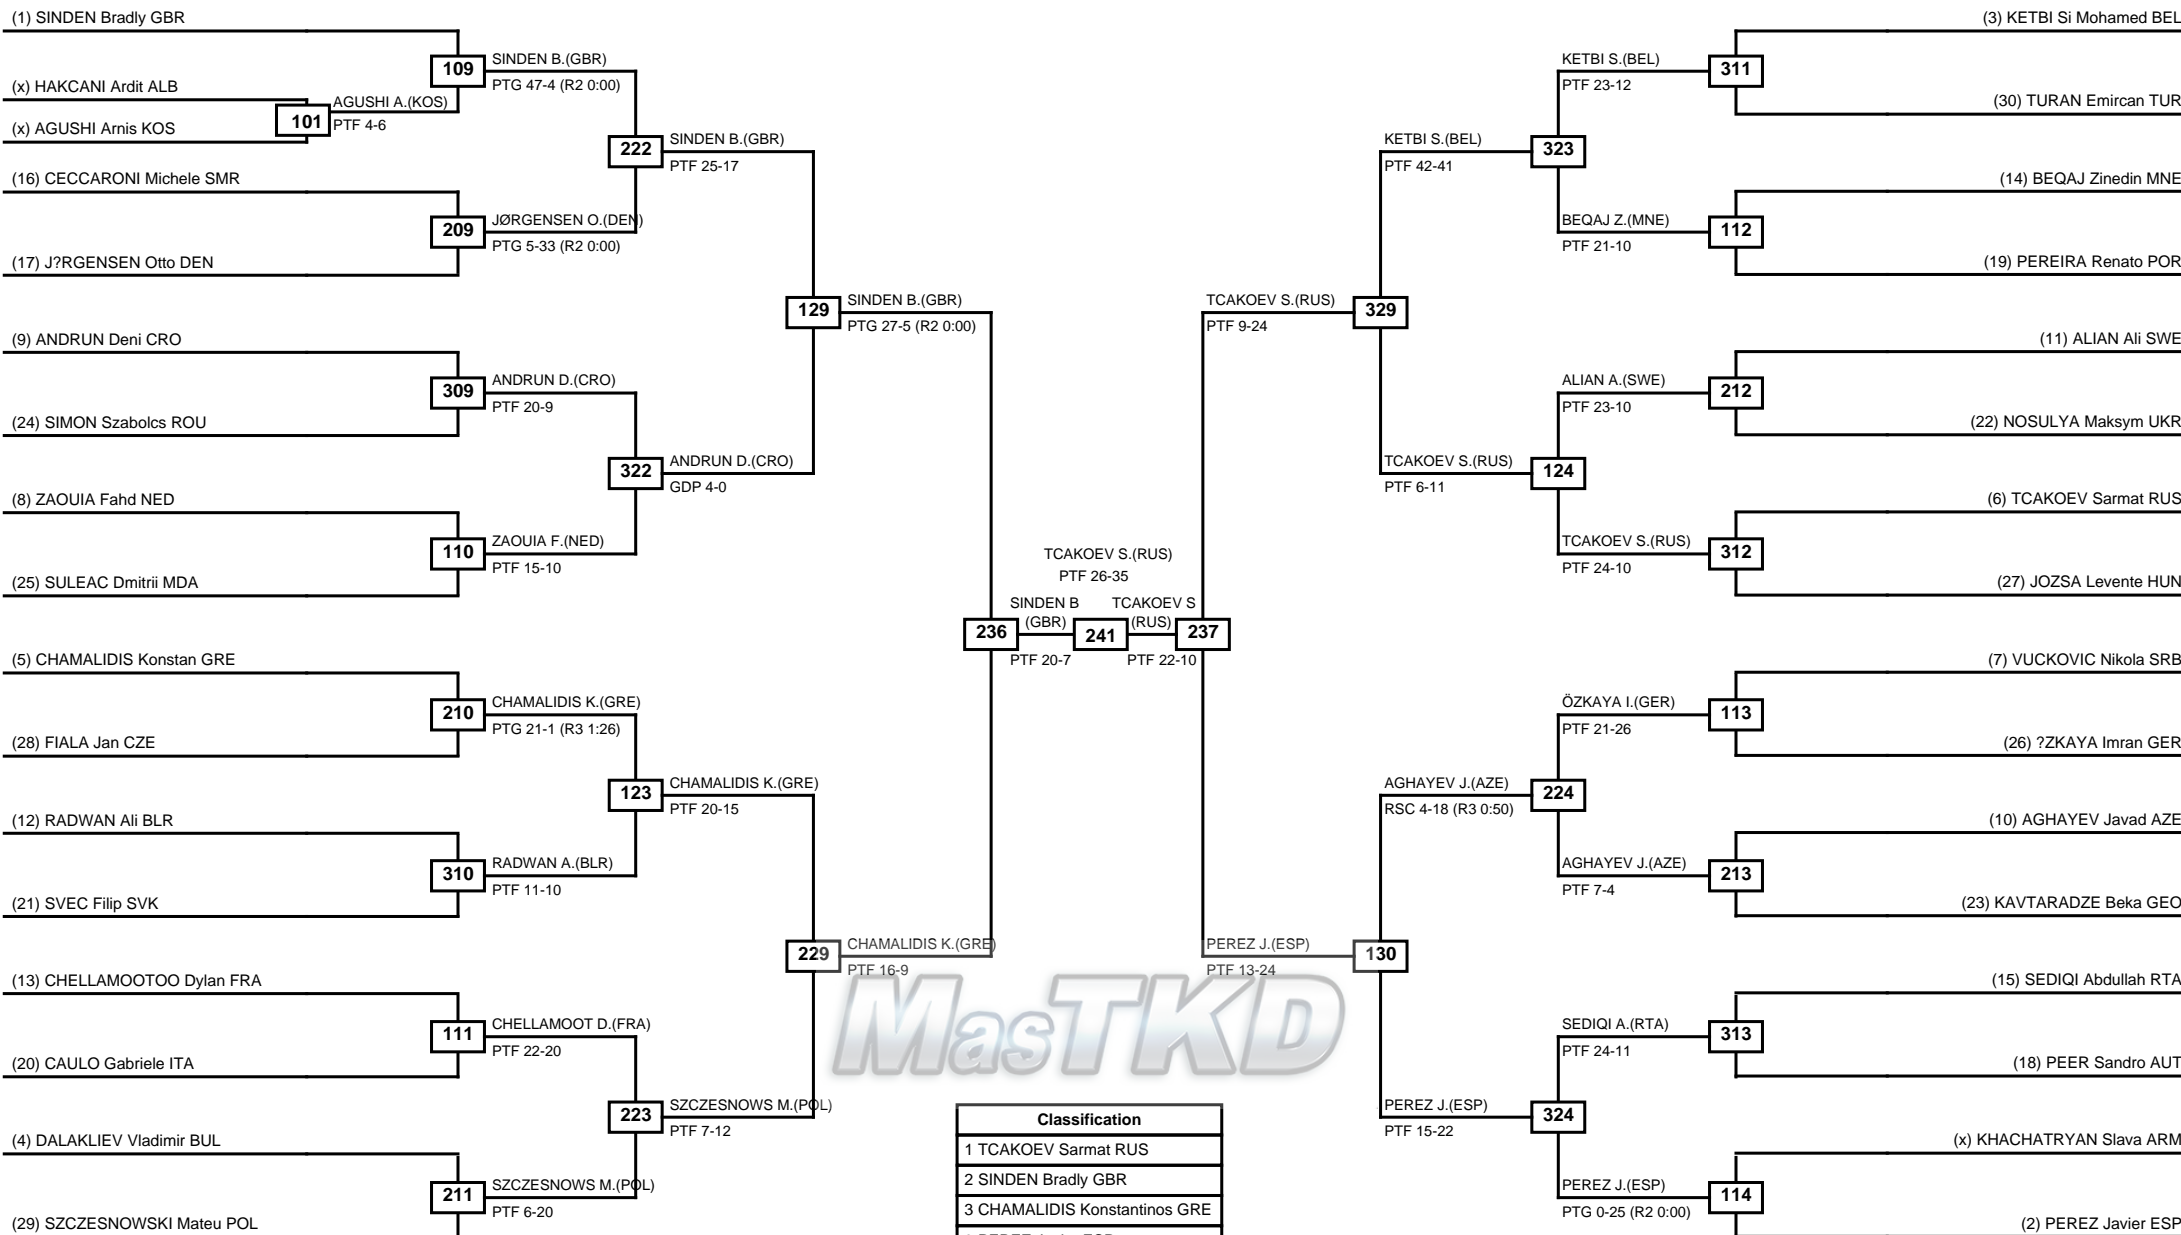 (1) SINDEN Bradly GBR
109
SINDEN B.(GBR)
PTG 47-4 (R2 0:00)
(x) HAKCANI Ardit ALB
101
AGUSHI A.(KOS)
PTF 4-6
(x) AGUSHI Arnis KOS
222
SINDEN B.(GBR)
PTF 25-17
(16) CECCARONI Michele SMR
209
JØRGENSEN O.(DEN)
PTG 5-33 (R2 0:00)
(17) J?RGENSEN Otto DEN
129
SINDEN B.(GBR)
PTG 27-5 (R2 0:00)
(9) ANDRUN Deni CRO
309
ANDRUN D.(CRO)
PTF 20-9
(24) SIMON Szabolcs ROU
322
ANDRUN D.(CRO)
GDP 4-0
(8) ZAOUIA Fahd NED
110
ZAOUIA F.(NED)
PTF 15-10
(25) SULEAC Dmitrii MDA
(5) CHAMALIDIS Konstan GRE
210
CHAMALIDIS K.(GRE)
PTG 21-1 (R3 1:26)
(28) FIALA Jan CZE
123
CHAMALIDIS K.(GRE)
PTF 20-15
(12) RADWAN Ali BLR
310
RADWAN A.(BLR)
PTF 11-10
(21) SVEC Filip SVK
229
CHAMALIDIS K.(GRE)
PTF 16-9
(13) CHELLAMOOTOO Dylan FRA
111
CHELLAMOOT D.(FRA)
PTF 22-20
(20) CAULO Gabriele ITA
223
SZCZESNOWS M.(POL)
PTF 7-12
(4) DALAKLIEV Vladimir BUL
211
SZCZESNOWS M.(POL)
PTF 6-20
(29) SZCZESNOWSKI Mateu POL
TCAKOEV S.(RUS)
PTF 26-35
236
SINDEN B
(GBR)
PTF 20-7
241
TCAKOEV S
(RUS)
PTF 22-10
237
(3) KETBI Si Mohamed BEL
KETBI S.(BEL)
PTF 23-12
311
(30) TURAN Emircan TUR
KETBI S.(BEL)
PTF 42-41
323
(14) BEQAJ Zinedin MNE
BEQAJ Z.(MNE)
PTF 21-10
112
(19) PEREIRA Renato POR
TCAKOEV S.(RUS)
PTF 9-24
329
(11) ALIAN Ali SWE
ALIAN A.(SWE)
PTF 23-10
212
(22) NOSULYA Maksym UKR
TCAKOEV S.(RUS)
PTF 6-11
124
(6) TCAKOEV Sarmat RUS
TCAKOEV S.(RUS)
PTF 24-10
312
(27) JOZSA Levente HUN
(7) VUCKOVIC Nikola SRB
ÖZKAYA I.(GER)
PTF 21-26
113
(26) ?ZKAYA Imran GER
AGHAYEV J.(AZE)
RSC 4-18 (R3 0:50)
224
(10) AGHAYEV Javad AZE
AGHAYEV J.(AZE)
PTF 7-4
213
(23) KAVTARADZE Beka GEO
PEREZ J.(ESP)
PTF 13-24
130
(15) SEDIQI Abdullah RTA
SEDIQI A.(RTA)
PTF 24-11
313
(18) PEER Sandro AUT
PEREZ J.(ESP)
PTF 15-22
324
(x) KHACHATRYAN Slava ARM
PEREZ J.(ESP)
PTG 0-25 (R2 0:00)
114
(2) PEREZ Javier ESP
MasTKD
Classification
1 TCAKOEV Sarmat RUS
2 SINDEN Bradly GBR
3 CHAMALIDIS Konstantinos GRE